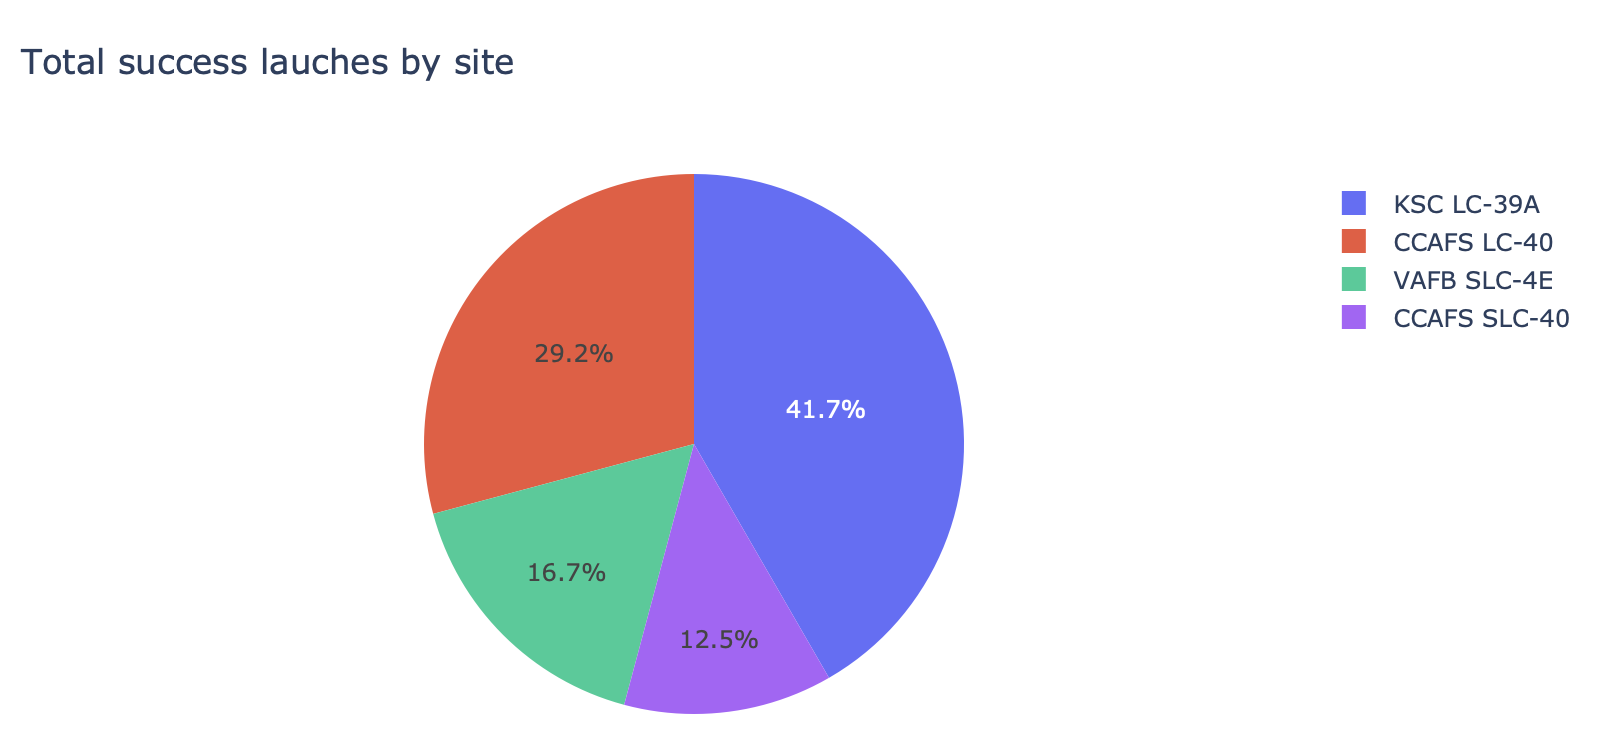 Total success lauches by site
KSC LC-39A
CCAFS LC-40
VAFB SLC-4E
CCAFS SLC-40
29.2%
41.7%
16.7%
12.5%